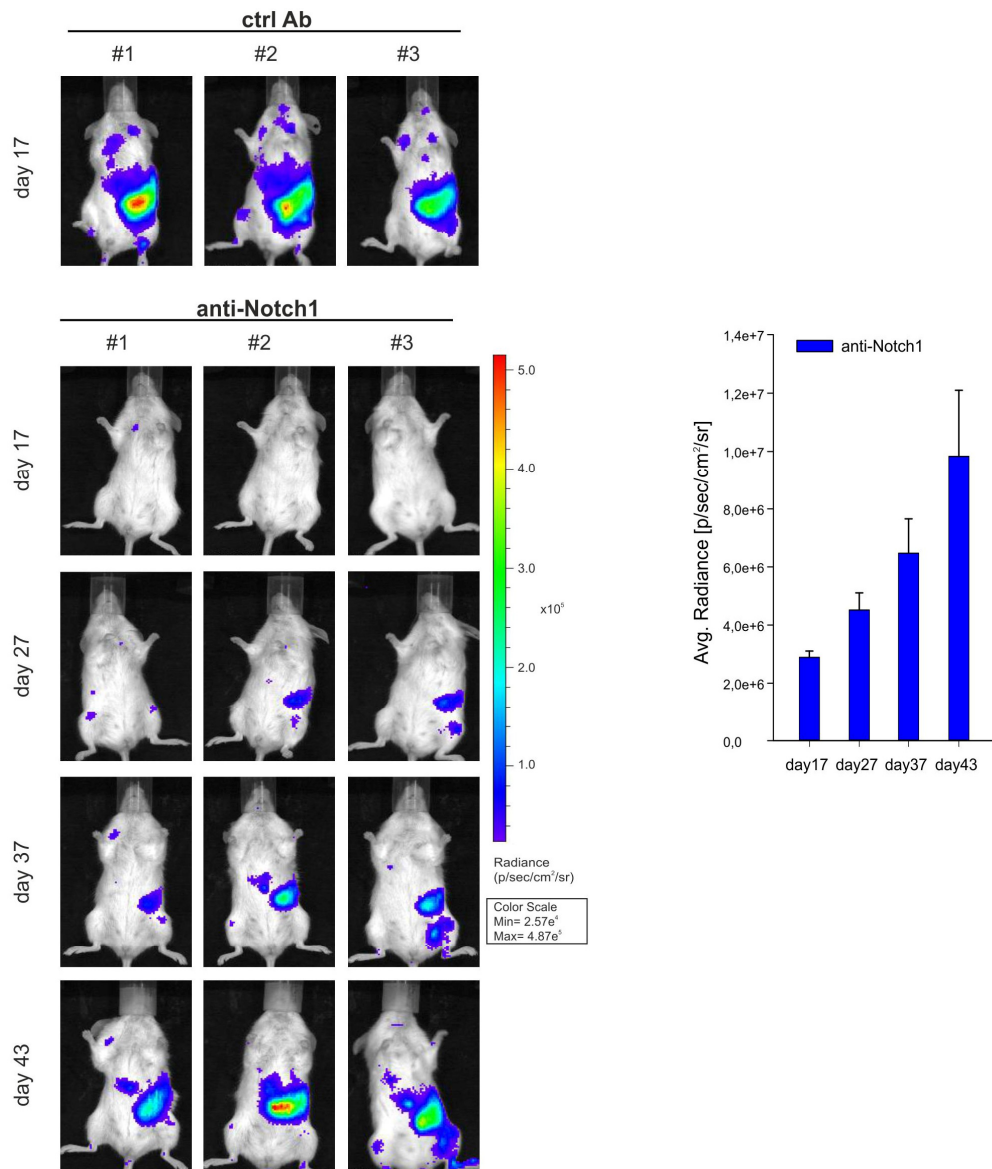 ctrl Ab
#1 #2 #3
day 17
anti-Notch1
#1 #2 #3
day 17
day 27
day 37
day 43
5.0
4.0
3.0
x10⁵
2.0
1.0
Radiance
(p/sec/cm²/sr)
Color Scale
Min= 2.57e⁴
Max= 4.87e⁵
anti-Notch1
Avg. Radiance [p/sec/cm²/sr]
1,4e+7
1,2e+7
1,0e+7
8,0e+6
6,0e+6
4,0e+6
2,0e+6
0,0
day17 day27 day37 day43